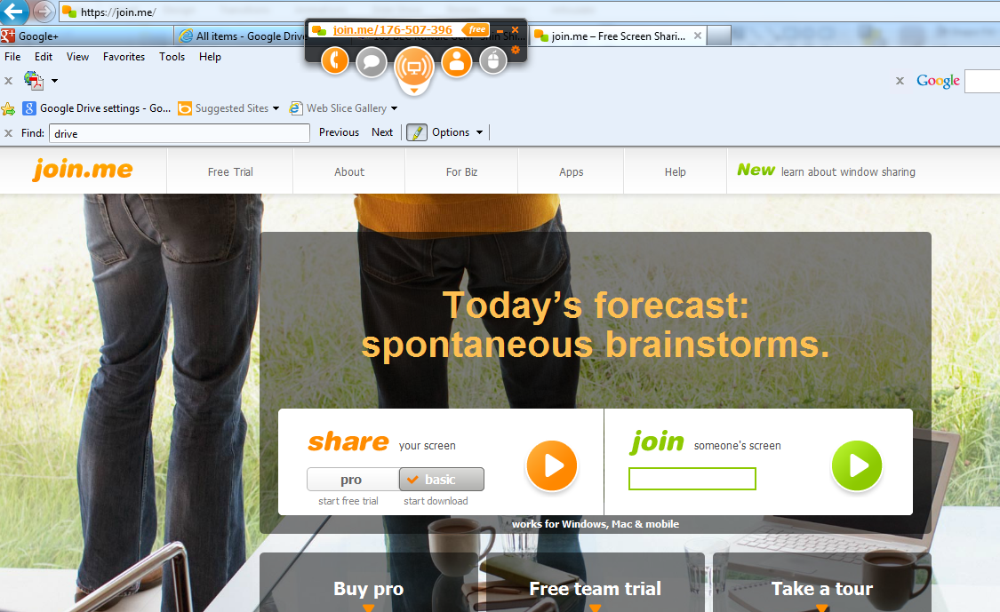 https://join.me/
Google+
All items - Google Drive
join.me – Free Screen Shari...
join.me/176-507-396
free
File Edit View Favorites Tools Help
Google
Google Drive settings - Go...
Suggested Sites
Web Slice Gallery
Find: drive Previous Next Options
join.me
Free Trial
About
For Biz
Apps
Help
New learn about window sharing
Today’s forecast:
spontaneous brainstorms.
share your screen
pro basic
start free trial start download
join someone's screen
works for Windows, Mac & mobile
Buy pro
Free team trial
Take a tour